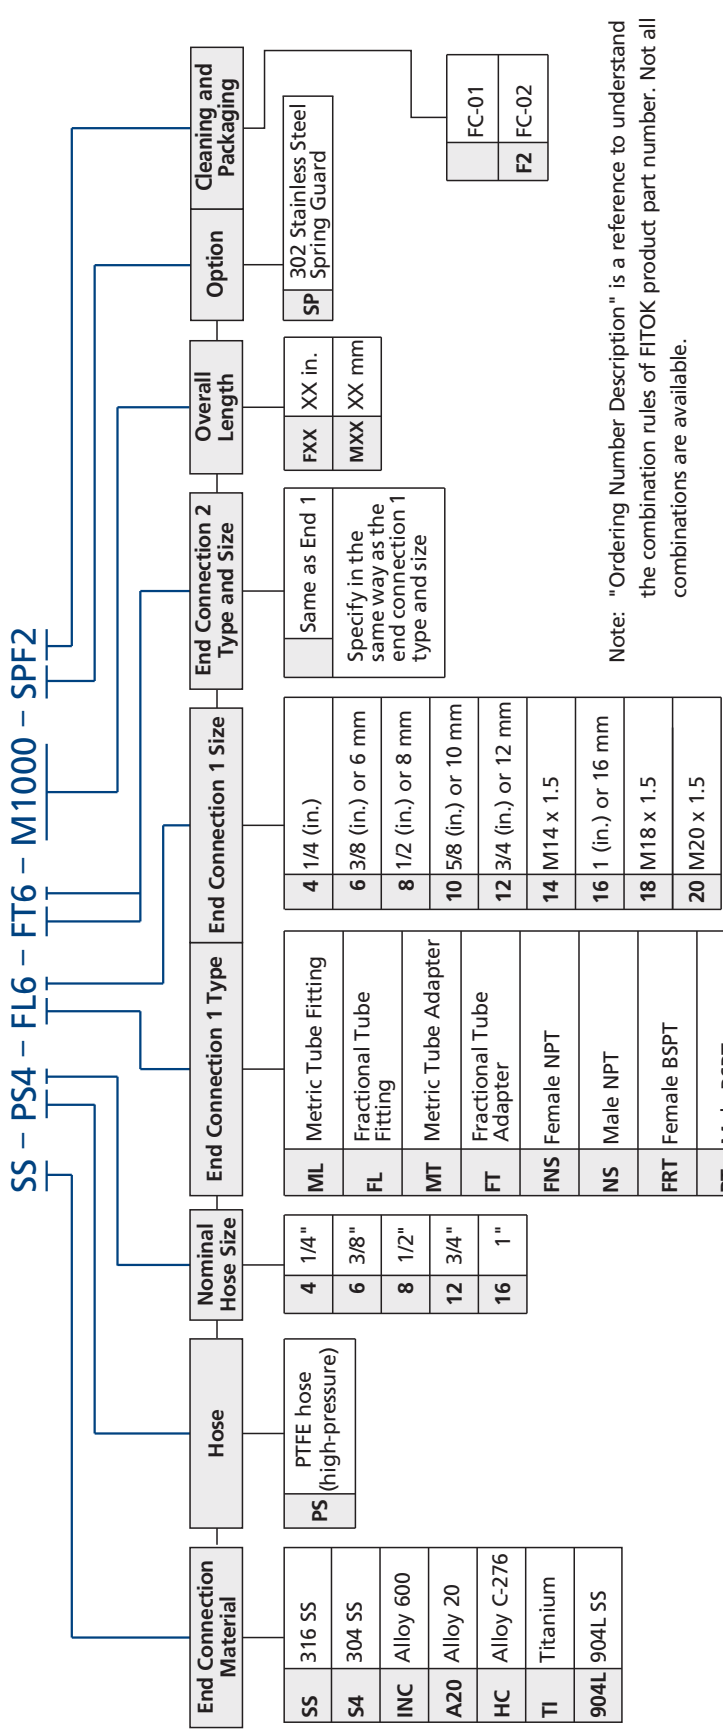 SS – PS4 – FL6 – FT6 – M1000 – SPF2
End Connection
Material
SS 316 SS
S4 304 SS
INC Alloy 600
A20 Alloy 20
HC Alloy C-276
TI Titanium
904L 904L SS
Hose
PS PTFE hose
(high-pressure)
Nominal
Hose Size
4 1/4"
6 3/8"
8 1/2"
12 3/4"
16 1"
End Connection 1 Type
ML Metric Tube Fitting
FL Fractional Tube
Fitting
MT Metric Tube Adapter
FT Fractional Tube
Adapter
FNS Female NPT
NS Male NPT
FRT Female BSPT
End Connection 1 Size
4 1/4 (in.)
6 3/8 (in.) or 6 mm
8 1/2 (in.) or 8 mm
10 5/8 (in.) or 10 mm
12 3/4 (in.) or 12 mm
14 M14 x 1.5
16 1 (in.) or 16 mm
18 M18 x 1.5
20 M20 x 1.5
End Connection 2
Type and Size
Same as End 1
Specify in the
same way as the
end connection 1
type and size
Overall
Length
FXX XX in.
MXX XX mm
Option
SP 302 Stainless Steel
Spring Guard
Cleaning and
Packaging
FC-01
F2 FC-02
Note: "Ordering Number Description" is a reference to understand
the combination rules of FITOK product part number. Not all
combinations are available.